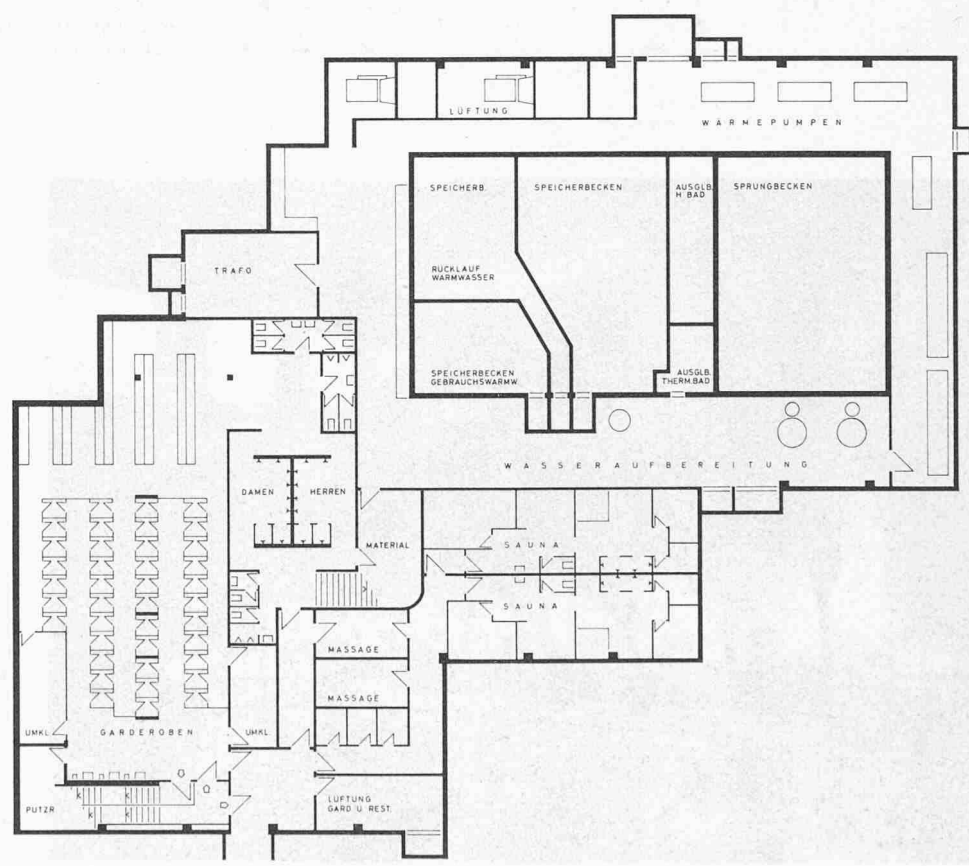 LÜFTUNG
WÄRMEPUMPEN
SPEICHERB.
SPEICHERBECKEN
AUSGLB.
H. BAD
SPRUNGBECKEN
TRAFO
RÜCKLAUF
WARMWASSER
SPEICHERBECKEN
GEBRAUCHSWARMW.
AUSGLB.
THERM.BAD
WASSERAUFBEREITUNG
DAMEN
HERREN
MATERIAL
SAUNA
SAUNA
MASSAGE
MASSAGE
UMKL.
GARDEROBEN
UMKL.
PUTZR.
K
K
K
K
LÜFTUNG
GARD. U. REST.